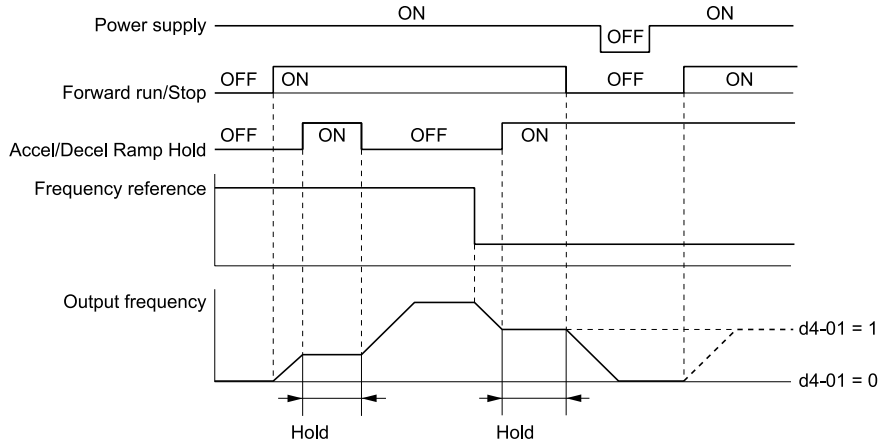 ON
ON
Power supply
OFF
OFF
ON
OFF
ON
Forward run/Stop
OFF
ON
OFF
ON
Accel/Decel Ramp Hold
Frequency reference
Output frequency
d4-01 = 1
d4-01 = 0
Hold
Hold